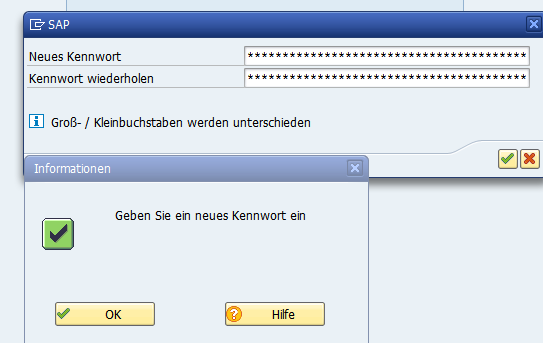 SAP
Neues Kennwort ****************************************
Kennwort wiederholen ****************************************
Groß- / Kleinbuchstaben werden unterschieden
Informationen
Geben Sie ein neues Kennwort ein
OK
Hilfe